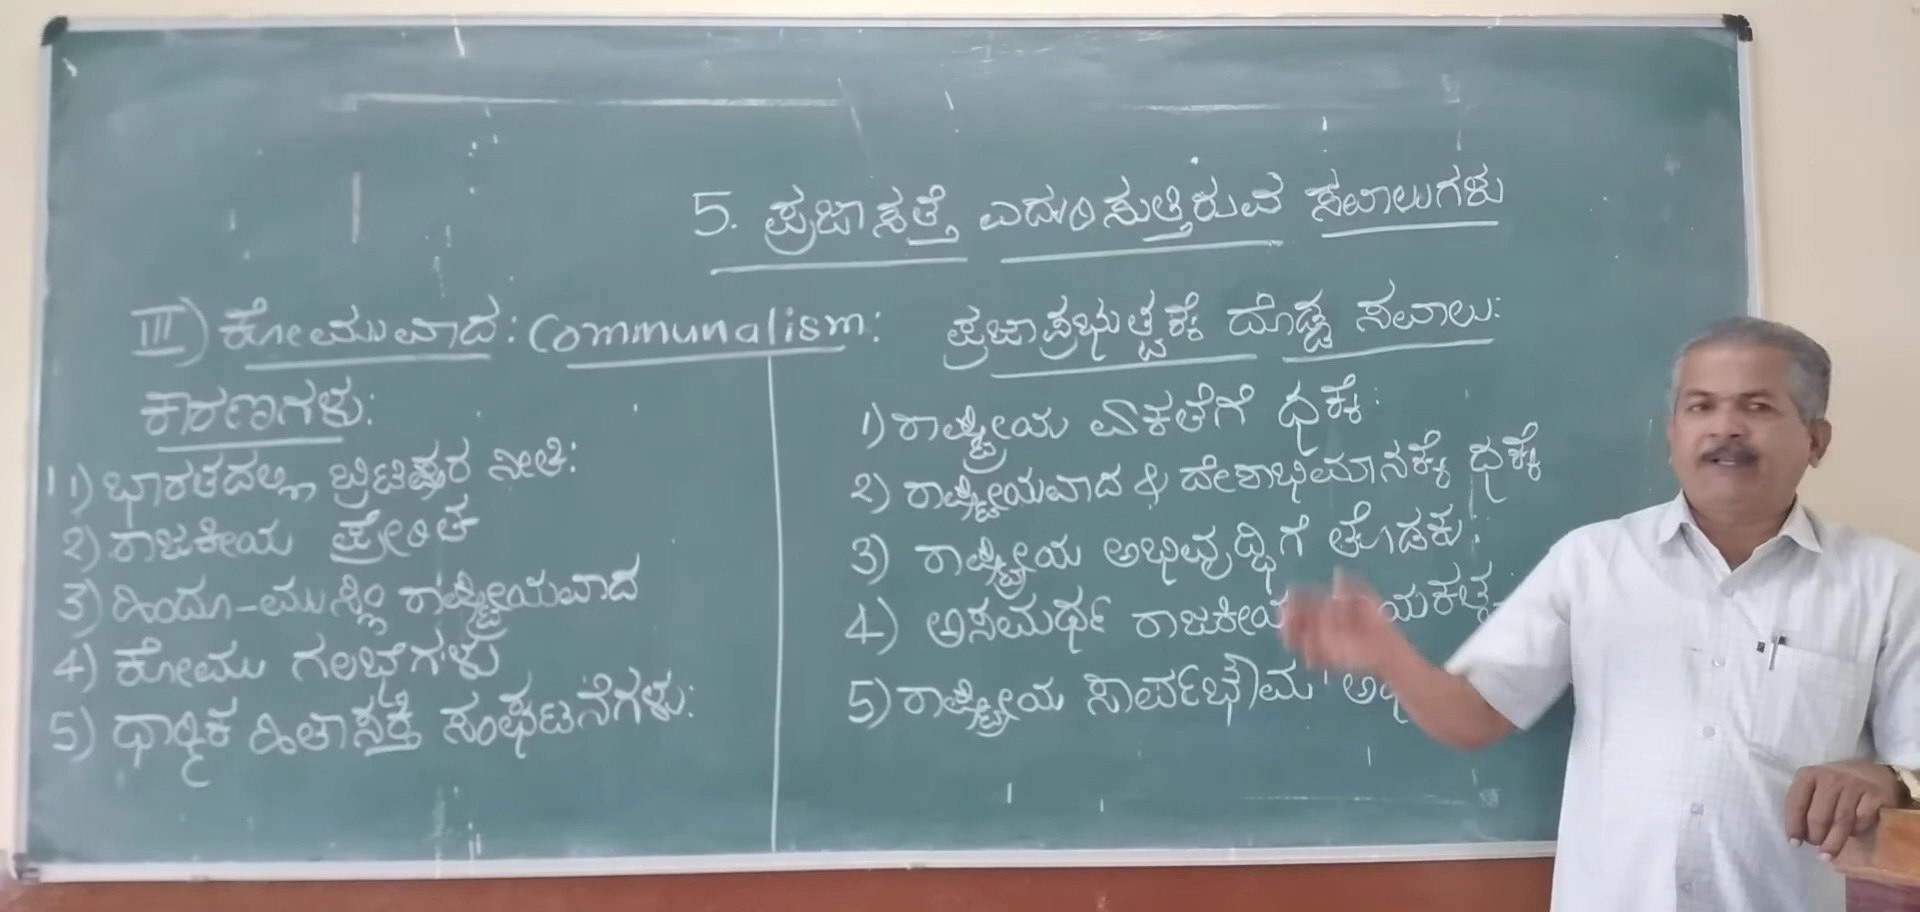 5. ಪ್ರಜಾಸತ್ತೆ ಎದುರಿಸುತ್ತಿರುವ ಸವಾಲುಗಳು
III) ಕೋಮುವಾದ: Communalism:
ಕಾರಣಗಳು:
1) ಭಾರತದಲ್ಲಿ ಬ್ರಿಟಿಷರ ನೀತಿ:
2) ರಾಜಕೀಯ ಪ್ರೇರಿತ
3) ಹಿಂದೂ-ಮುಸ್ಲಿಂ ರಾಷ್ಟ್ರೀಯವಾದ
4) ಕೋಮು ಗಲಭೆಗಳು
5) ಧಾರ್ಮಿಕ ಹಿತಾಸಕ್ತಿ ಸಂಘಟನೆಗಳು:
ಪ್ರಜಾಪ್ರಭುತ್ವಕ್ಕೆ ದೊಡ್ಡ ಸವಾಲು:
1) ರಾಷ್ಟ್ರೀಯ ಏಕತೆಗೆ ಧಕ್ಕೆ:
2) ರಾಷ್ಟ್ರೀಯವಾದ & ದೇಶಾಭಿಮಾನಕ್ಕೆ ಧಕ್ಕೆ
3) ರಾಷ್ಟ್ರೀಯ ಅಭಿವೃದ್ಧಿಗೆ ತೊಡಕು:
4) ಅಸಮರ್ಥ ರಾಜಕೀಯ
5) ರಾಷ್ಟ್ರೀಯ ಸಾರ್ವಭೌಮ